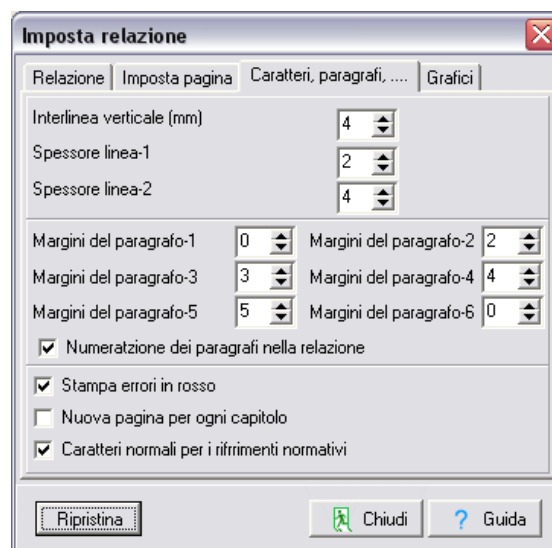 Imposta relazione
Relazione Imposta pagina Caratteri, paragrafi, .... Grafici
Interlinea verticale (mm) 4
Spessore linea-1 2
Spessore linea-2 4
Margini del paragrafo-1 0 Margini del paragrafo-2 2
Margini del paragrafo-3 3 Margini del paragrafo-4 4
Margini del paragrafo-5 5 Margini del paragrafo-6 0
Numeratzione dei paragrafi nella relazione
Stampa errori in rosso
Nuova pagina per ogni capitolo
Caratteri normali per i rifrrimenti normativi
Ripristina Chiudi ? Guida